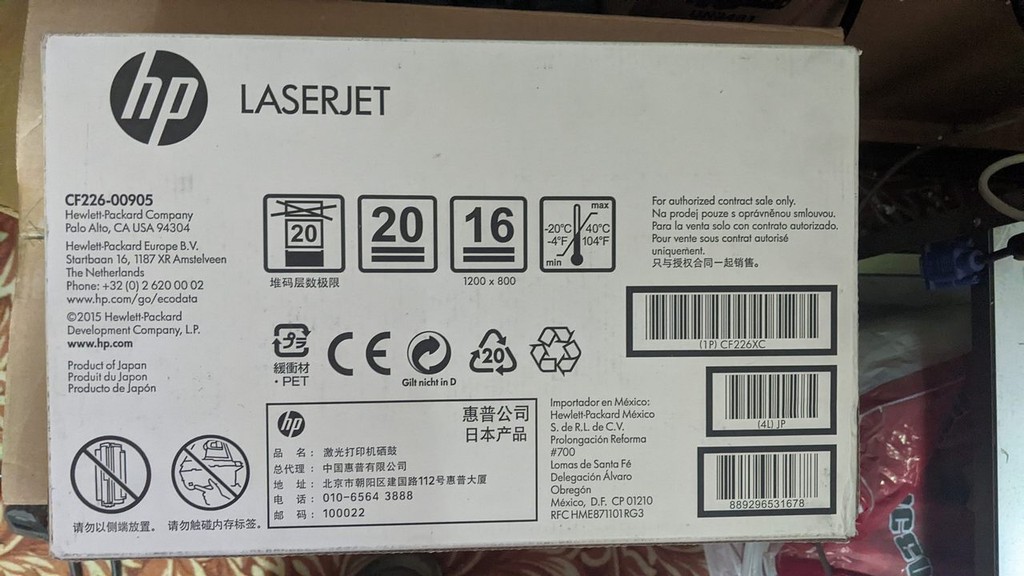 hp
LASERJET
CF226-00905
Hewlett-Packard Company
Palo Alto, CA USA 94304
Hewlett-Packard Europe B.V.
Startbaan 16, 1187 XR Amstelveen
The Netherlands
Phone: +32 (0) 2 620 00 02
www.hp.com/go/ecodata
©2015 Hewlett-Packard
Development Company, L.P.
www.hp.com
Product of Japan
Produit du Japon
Producto de Japón
请勿以侧端放置。
请勿触碰内存标签。
20
堆码层数极限
20
16
1200 x 800
max
-20°C
40°C
-4°F
104°F
min
For authorized contract sale only.
Na prodej pouze s oprávněnou smlouvou.
Para la venta solo con contrato autorizado.
Pour vente sous contrat autorisé
uniquement.
只与授权合同一起销售。
プラ
緩衝材
・PET
CE
Gilt nicht in D
20
(1P) CF226XC
(4L) JP
889296531678
hp
惠普公司
日本产品
品 名： 激光打印机硒鼓
总代理： 中国惠普有限公司
地 址： 北京市朝阳区建国路112号惠普大厦
电 话： 010-6564 3888
邮 码： 100022
Importador en México:
Hewlett-Packard México
S. de R.L. de C.V.
Prolongación Reforma
#700
Lomas de Santa Fé
Delegación Álvaro
Obregón
México, D.F. CP 01210
RFC HME871101RG3